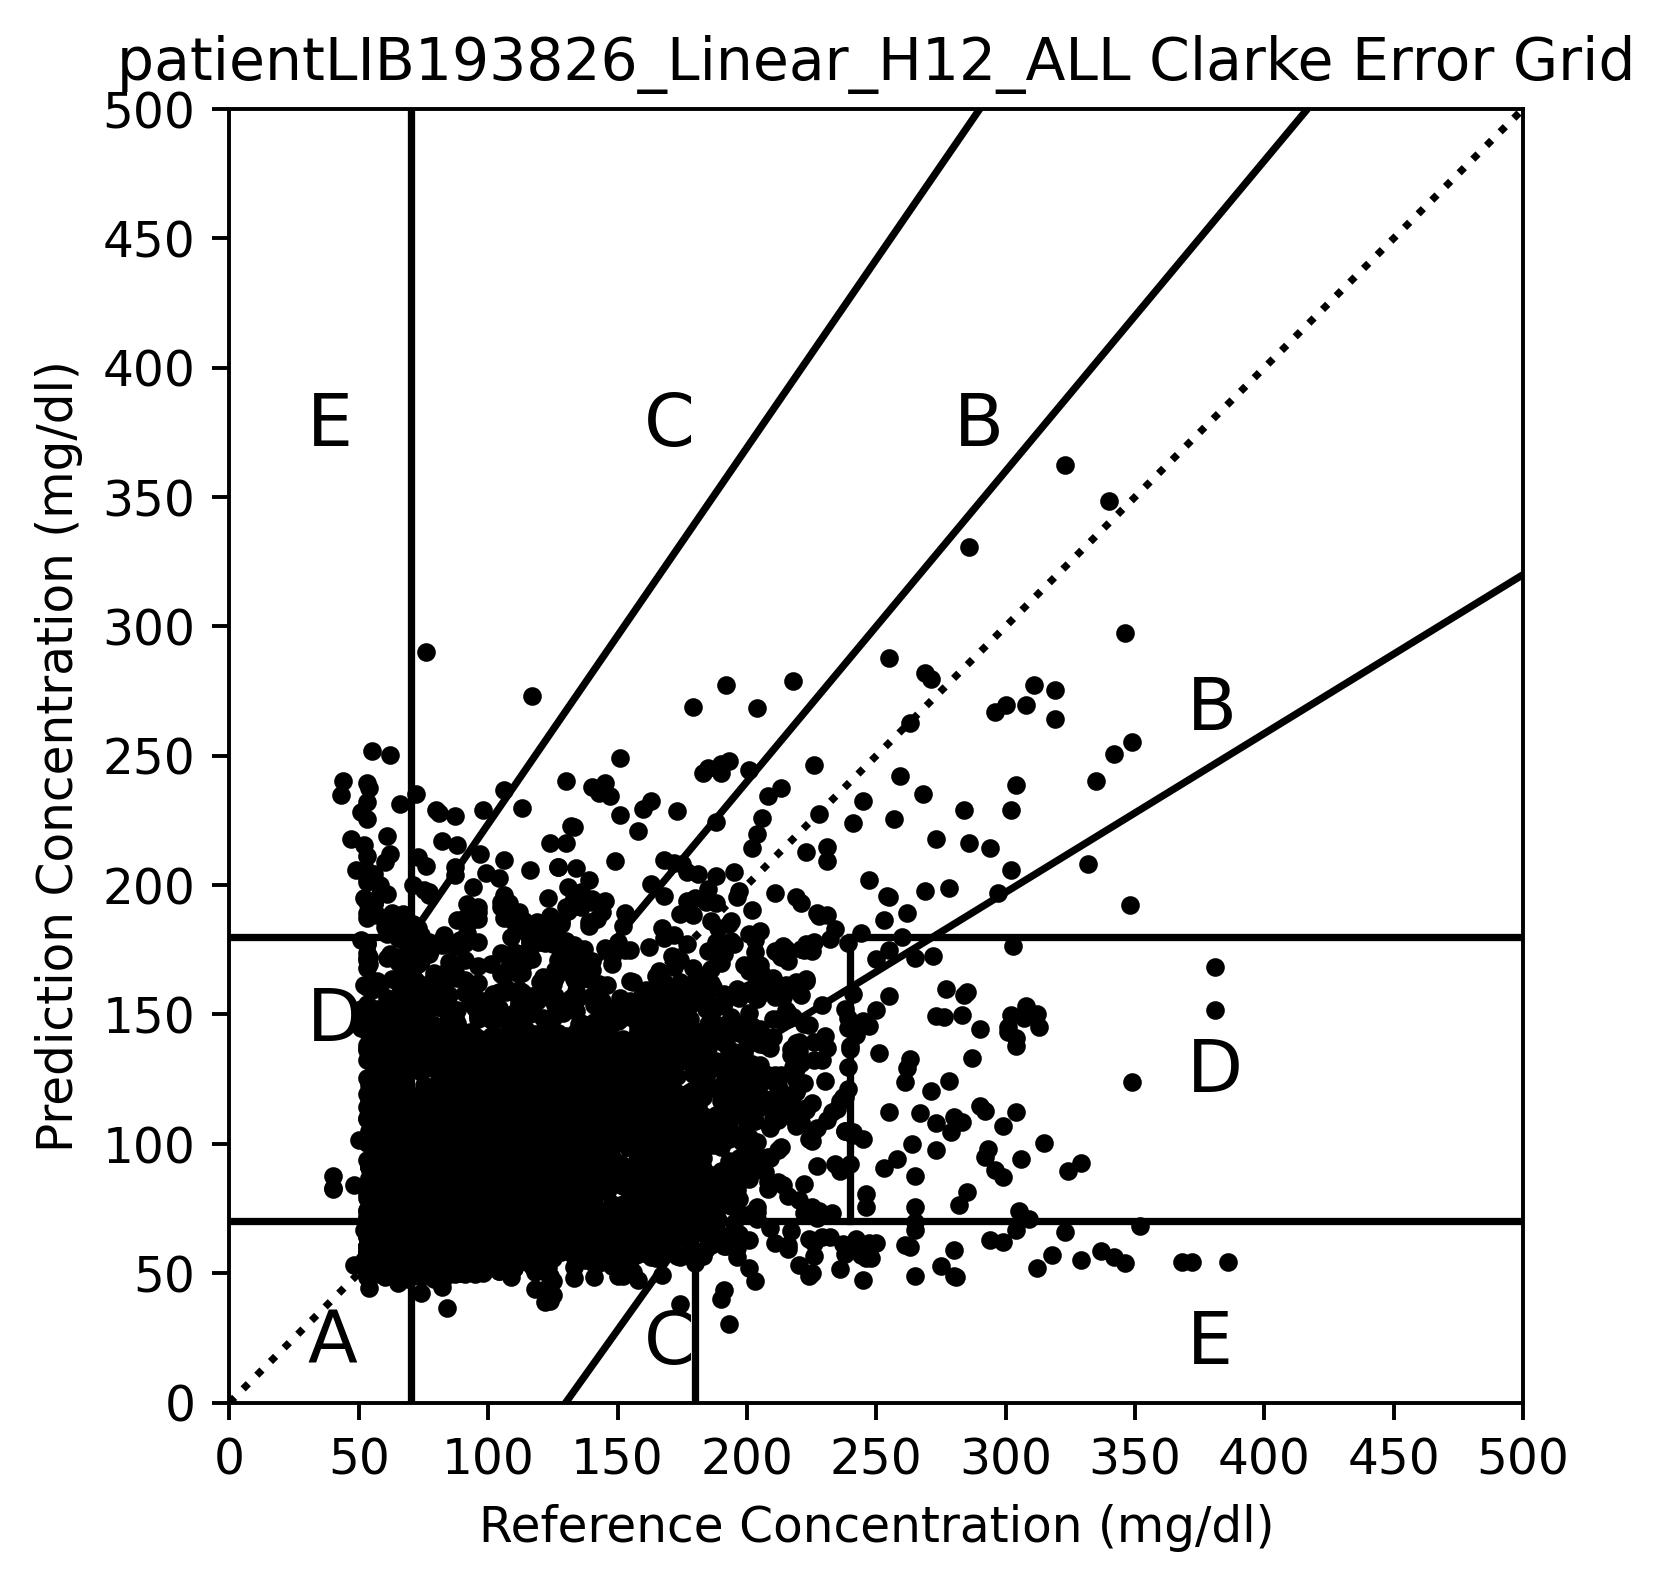 patientLIB193826_Linear_H12_ALL Clarke Error Grid
500
450
400
350
300
250
200
150
100
50
0
Prediction Concentration (mg/dl)
E
C
B
B
D
D
A
C
E
0 50 100 150 200 250 300 350 400 450 500
Reference Concentration (mg/dl)